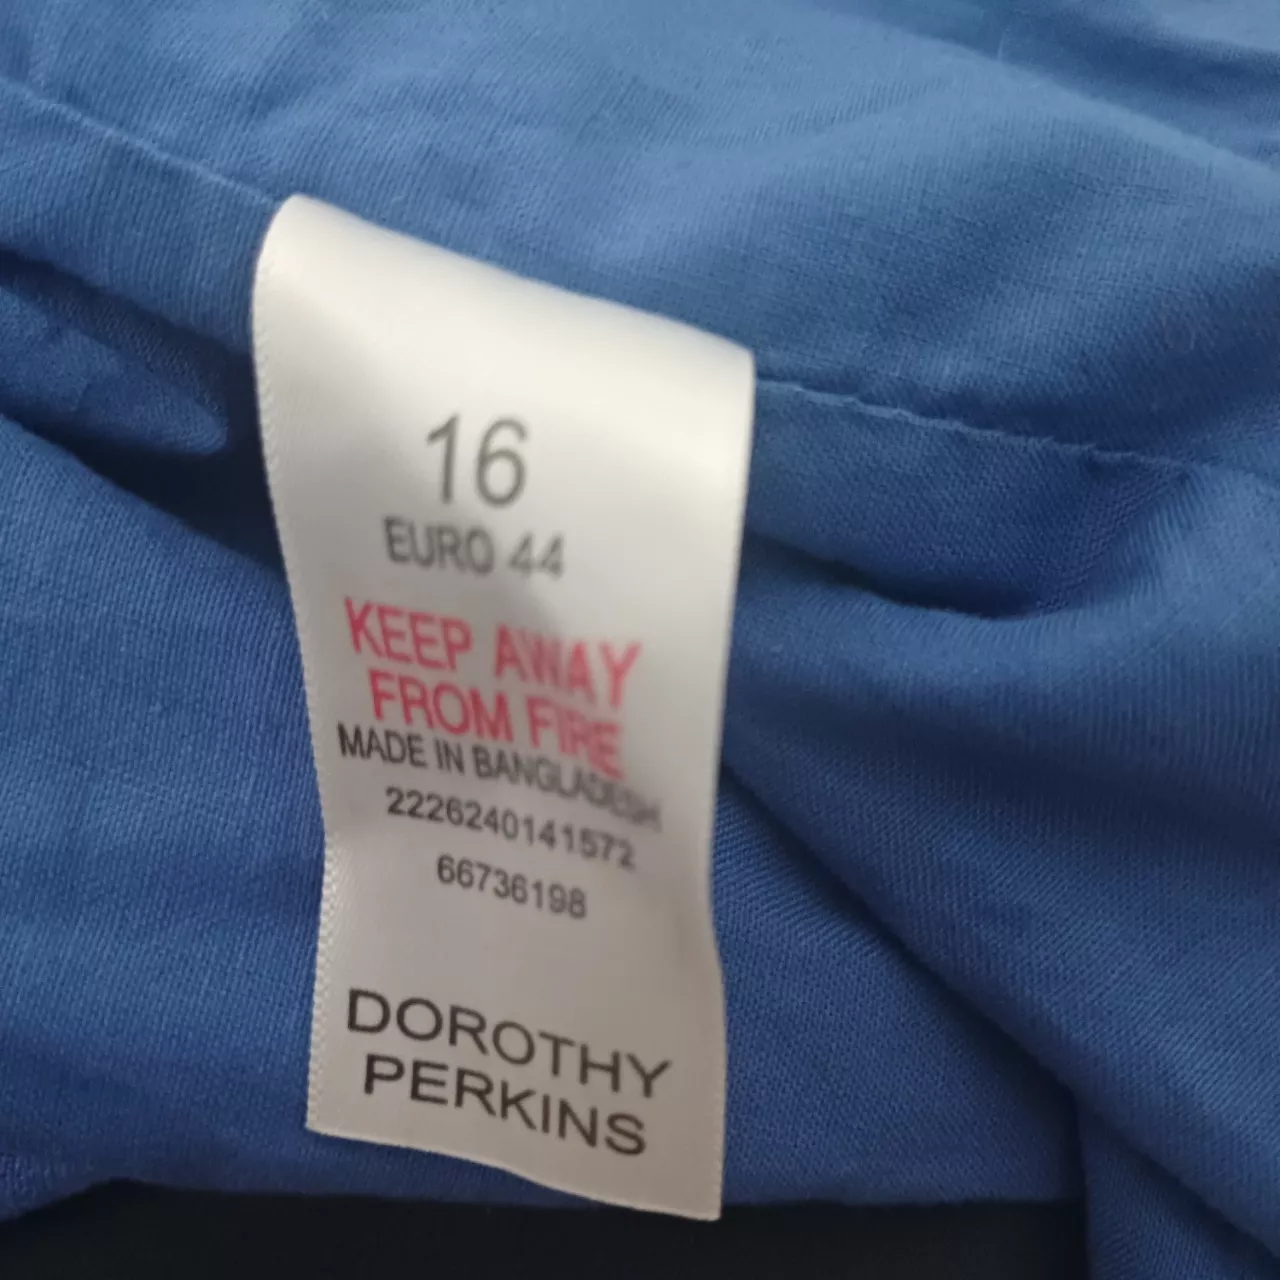 16
EURO 44
KEEP AWAY
FROM FIRE
MADE IN BANGLADESH
2226240141572
66736198
DOROTHY
PERKINS